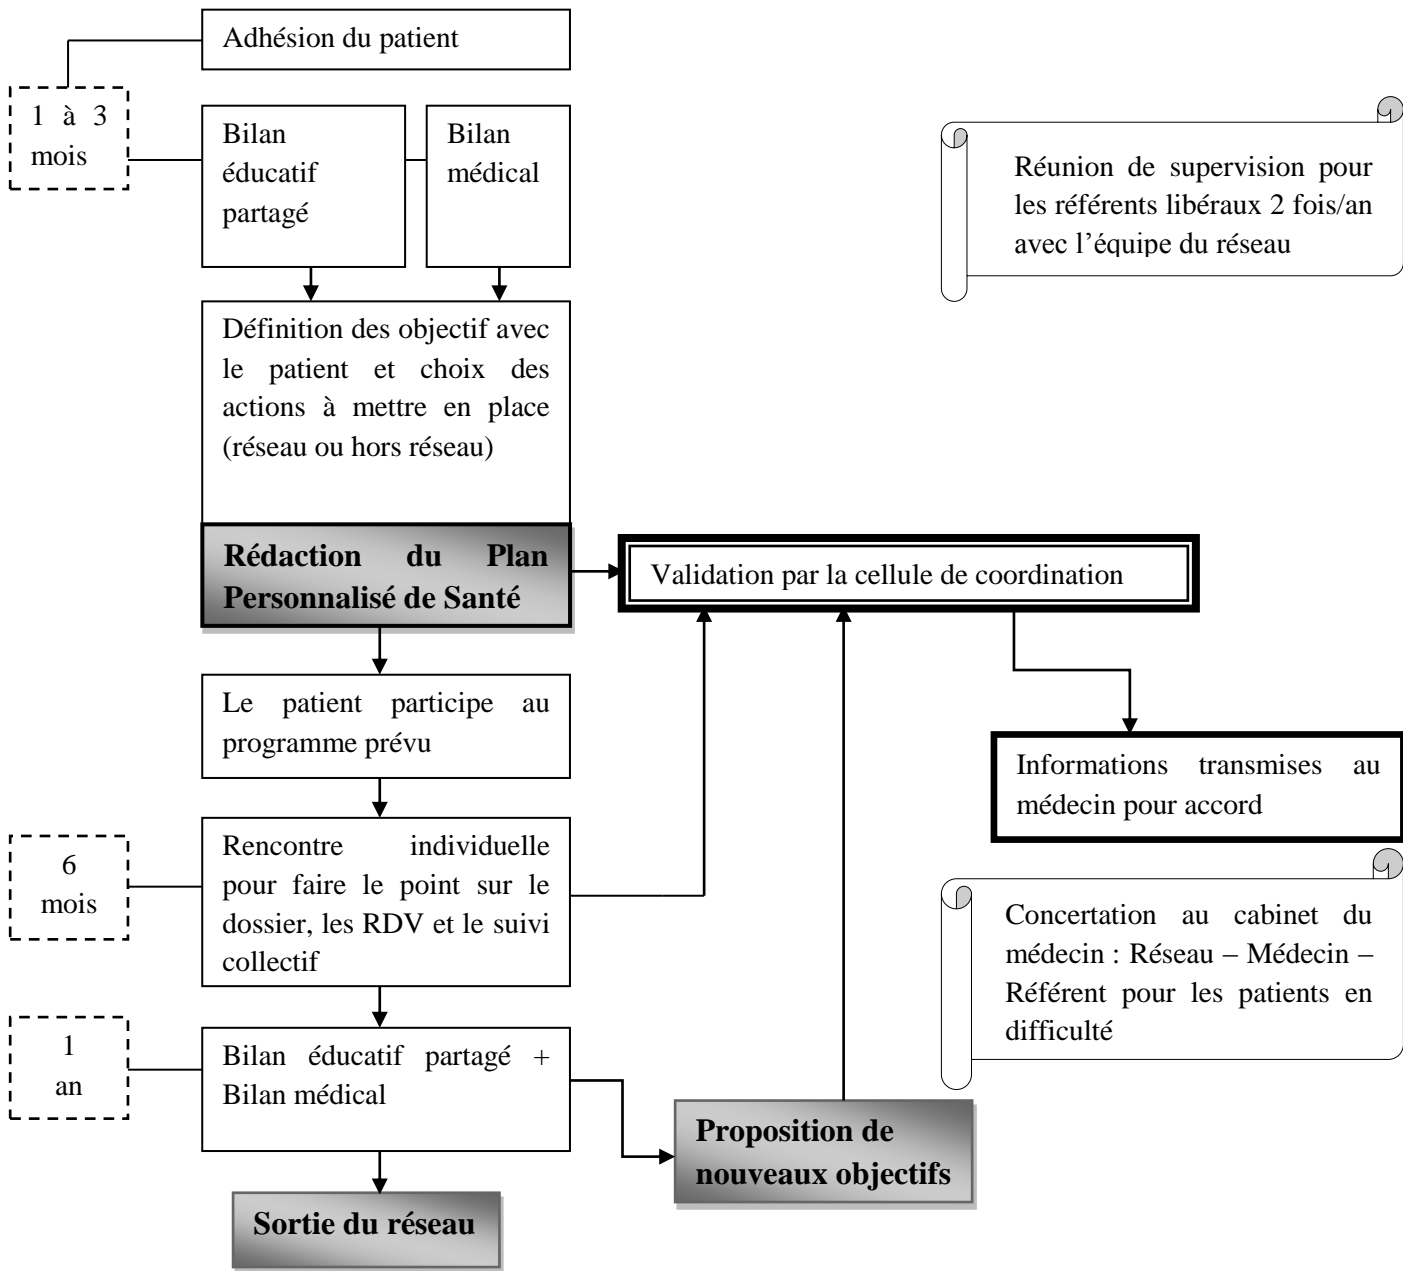 Adhésion du patient
1 à 3
mois
Bilan
éducatif
partagé
Bilan
médical
Réunion de supervision pour
les référents libéraux 2 fois/an
avec l’équipe du réseau
Définition des objectif avec
le patient et choix des
actions à mettre en place
(réseau ou hors réseau)
Rédaction du Plan
Personnalisé de Santé
Validation par la cellule de coordination
Le patient participe au
programme prévu
Informations transmises au
médecin pour accord
6
mois
Rencontre individuelle
pour faire le point sur le
dossier, les RDV et le suivi
collectif
Concertation au cabinet du
médecin : Réseau – Médecin –
Référent pour les patients en
difficulté
1
an
Bilan éducatif partagé +
Bilan médical
Proposition de
nouveaux objectifs
Sortie du réseau